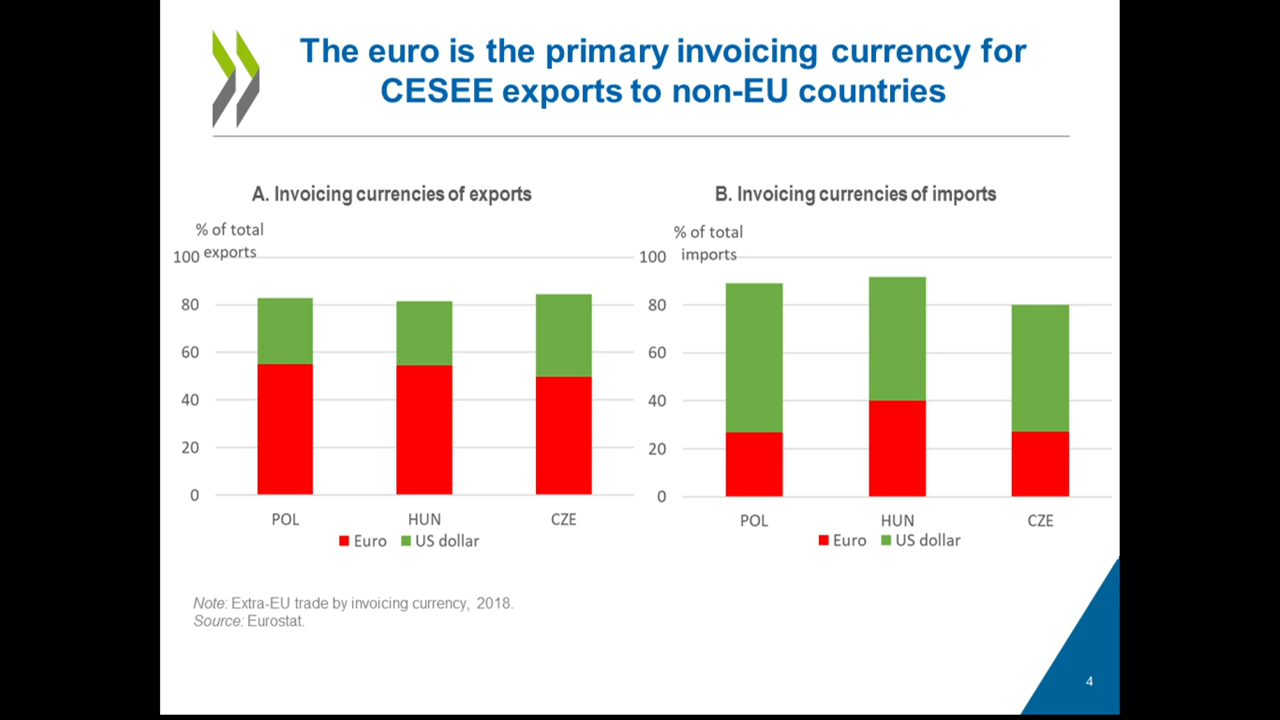 The euro is the primary invoicing currency for
CESEE exports to non-EU countries
A. Invoicing currencies of exports
% of total
exports
100
80
60
40
20
0
POL HUN CZE
Euro US dollar
B. Invoicing currencies of imports
% of total
imports
100
80
60
40
20
0
POL HUN CZE
Euro US dollar
Note: Extra-EU trade by invoicing currency, 2018.
Source: Eurostat.
4